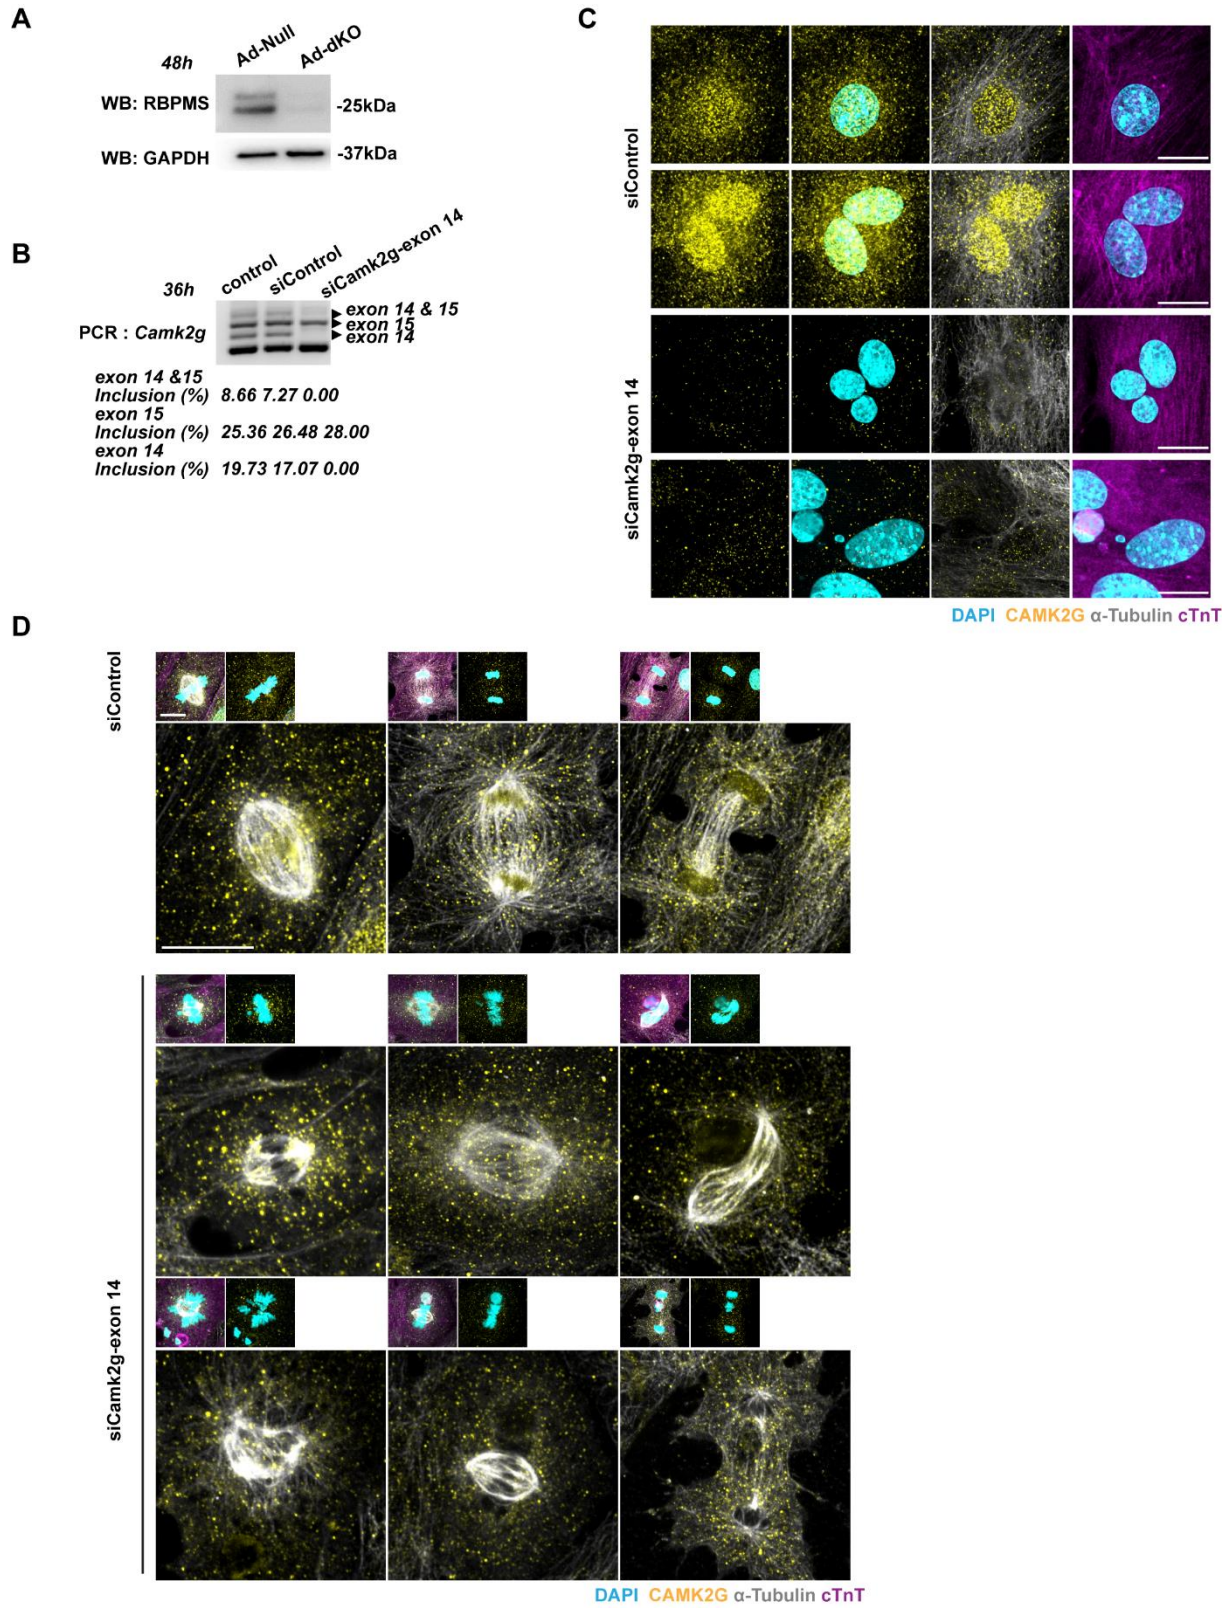 A
48h
Ad-Null
Ad-dKO
WB: RBPMS
-25kDa
WB: GAPDH
-37kDa
B
36h
control
siControl
siCamk2g-exon 14
PCR : Camk2g
exon 14 & 15
exon 15
exon 14
exon 14 &15
Inclusion (%) 8.66 7.27 0.00
exon 15
Inclusion (%) 25.36 26.48 28.00
exon 14
Inclusion (%) 19.73 17.07 0.00
C
siControl
siCamk2g-exon 14
DAPI CAMK2G α-Tubulin cTnT
D
siControl
siCamk2g-exon 14
DAPI CAMK2G α-Tubulin cTnT